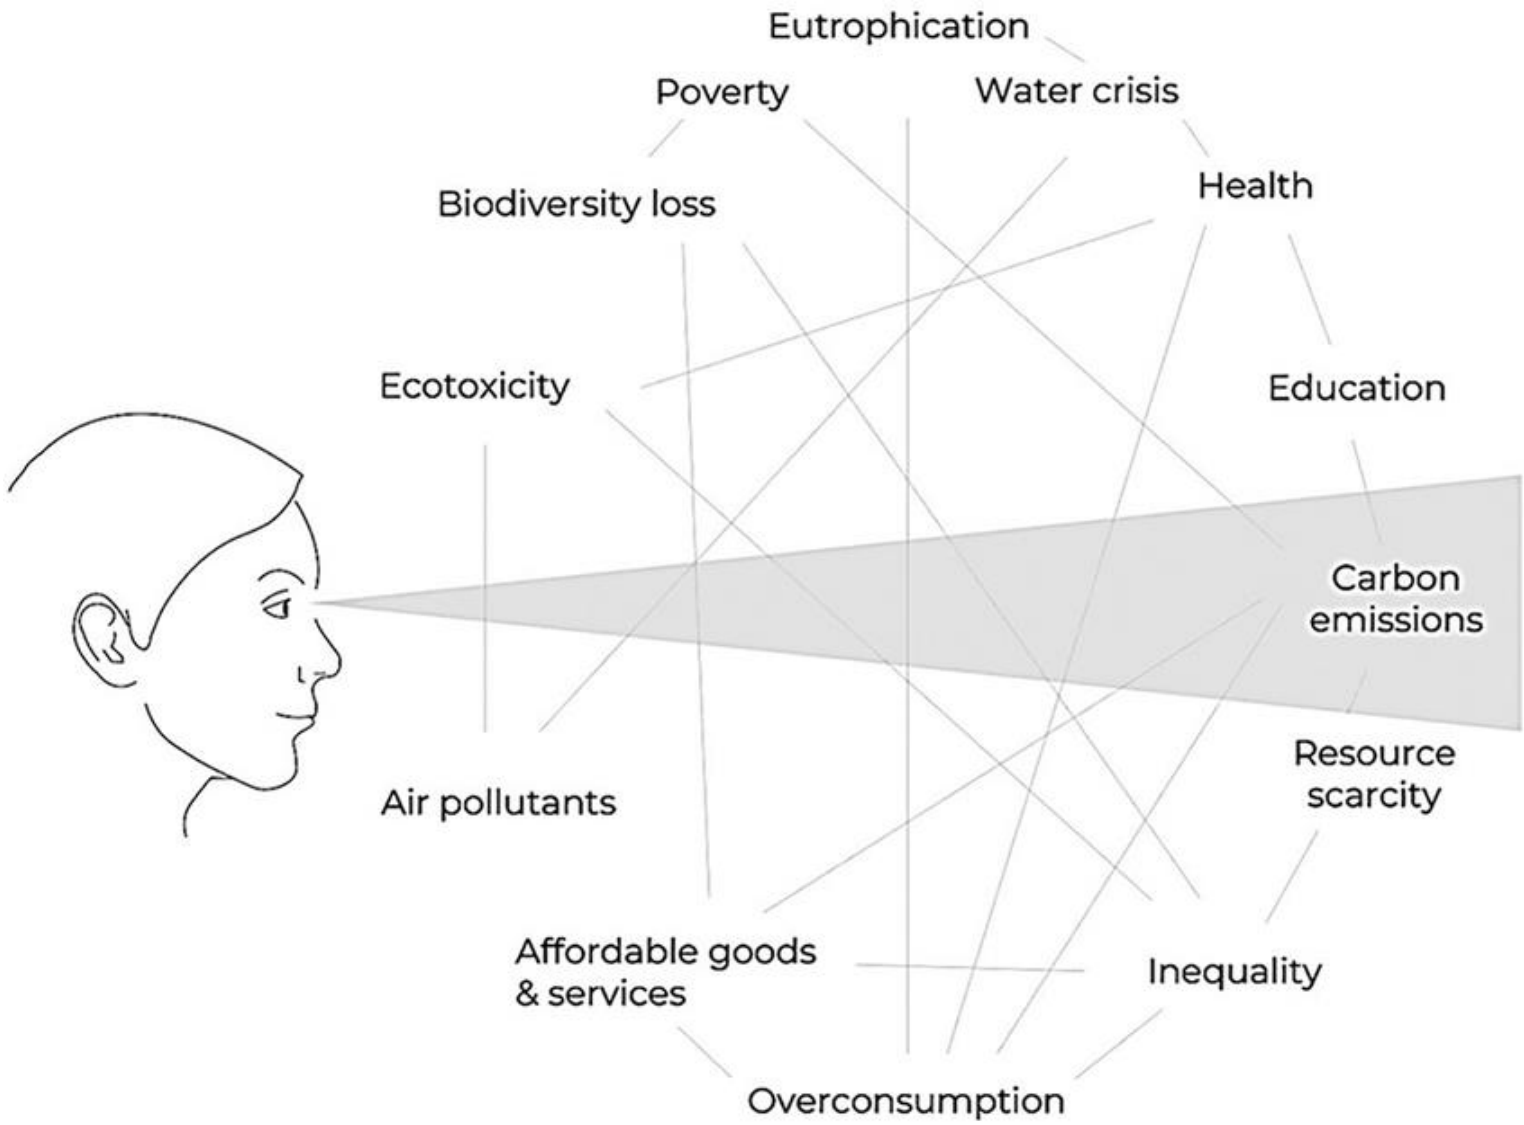 Eutrophication
Poverty
Water crisis
Health
Biodiversity loss
Ecotoxicity
Education
Carbon
emissions
Resource
scarcity
Air pollutants
Affordable goods
& services
Inequality
Overconsumption